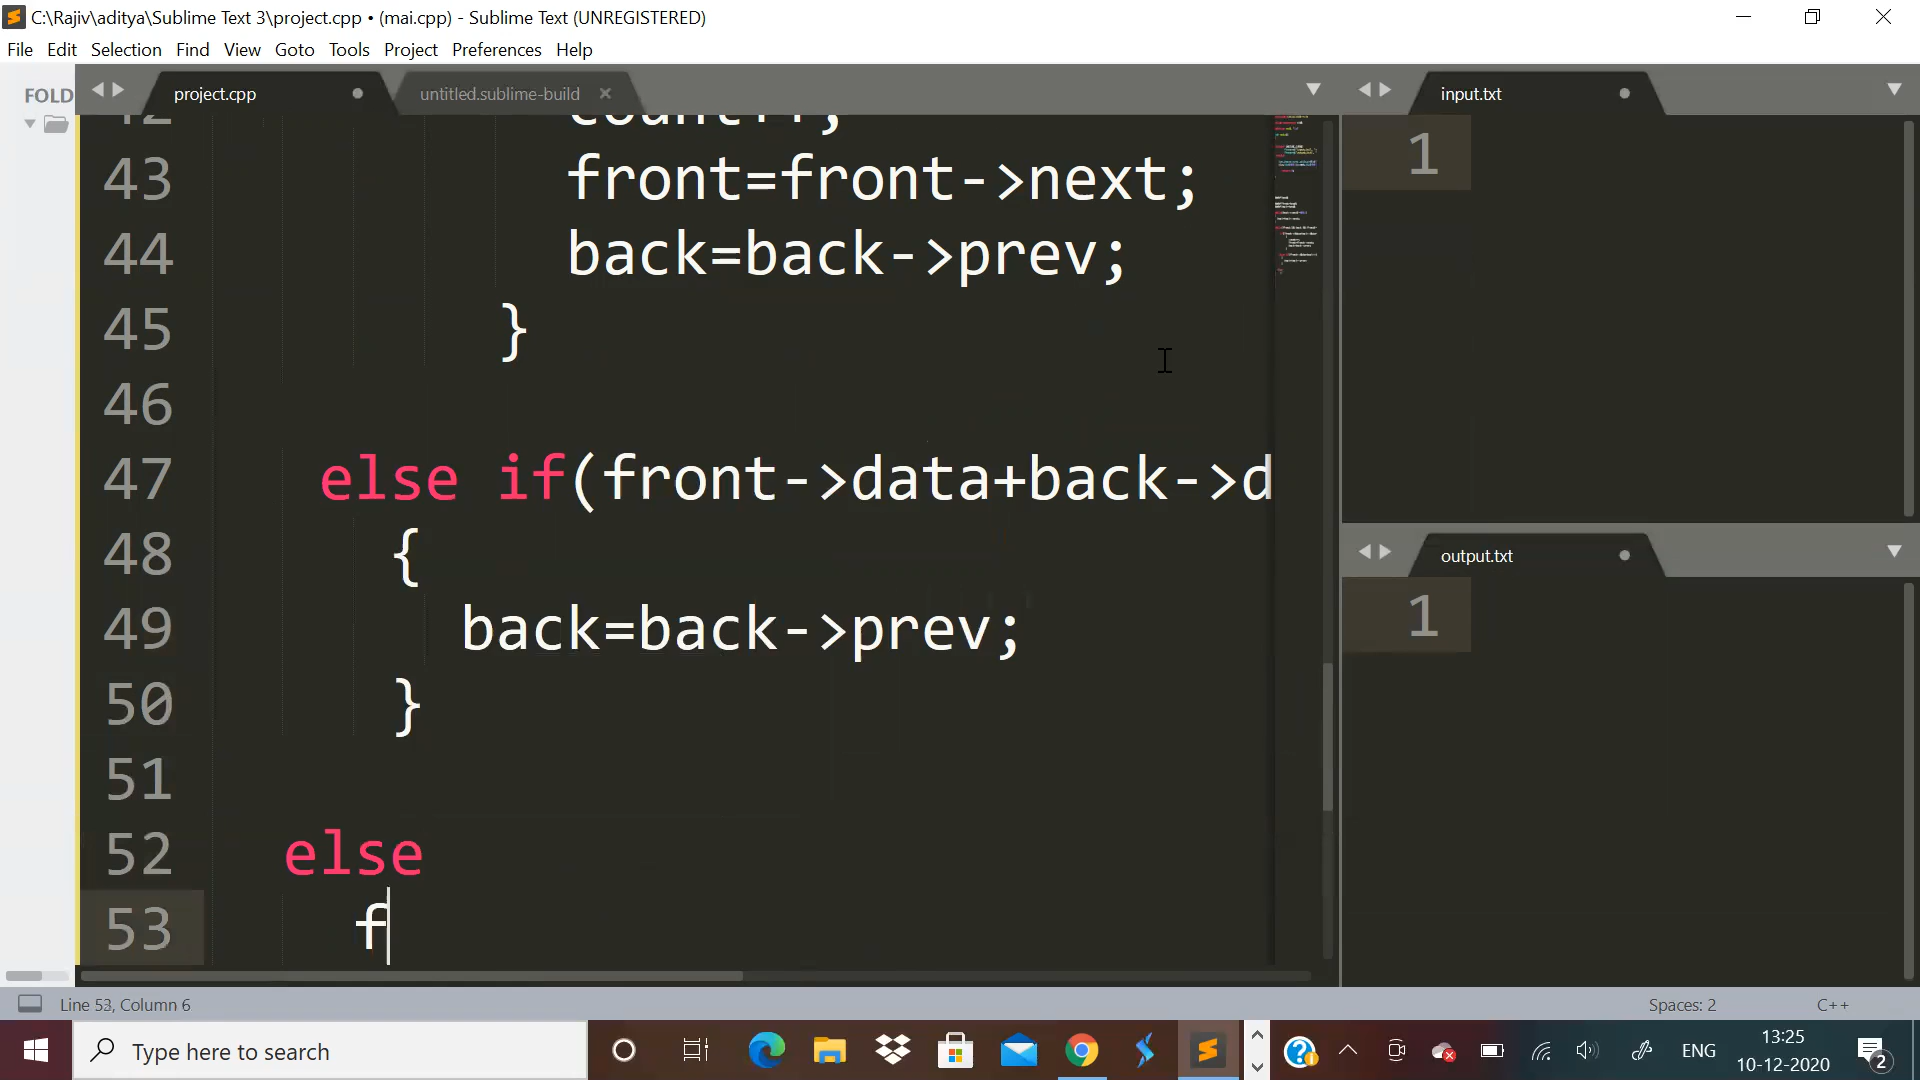 C:\Rajiv\aditya\Sublime Text 3\project.cpp • (mai.cpp) - Sublime Text (UNREGISTERED)
File Edit Selection Find View Goto Tools Project Preferences Help
FOLD
project.cpp
untitled.sublime-build
input.txt
42 count++;
43 front=front->next;
44 back=back->prev;
45 }
46
47 else if(front->data+back->d
48 {
49 back=back->prev;
50 }
51
52 else
53 f
1
output.txt
1
Line 53, Column 6
Spaces: 2
C++
Type here to search
ENG
13:25
10-12-2020
2